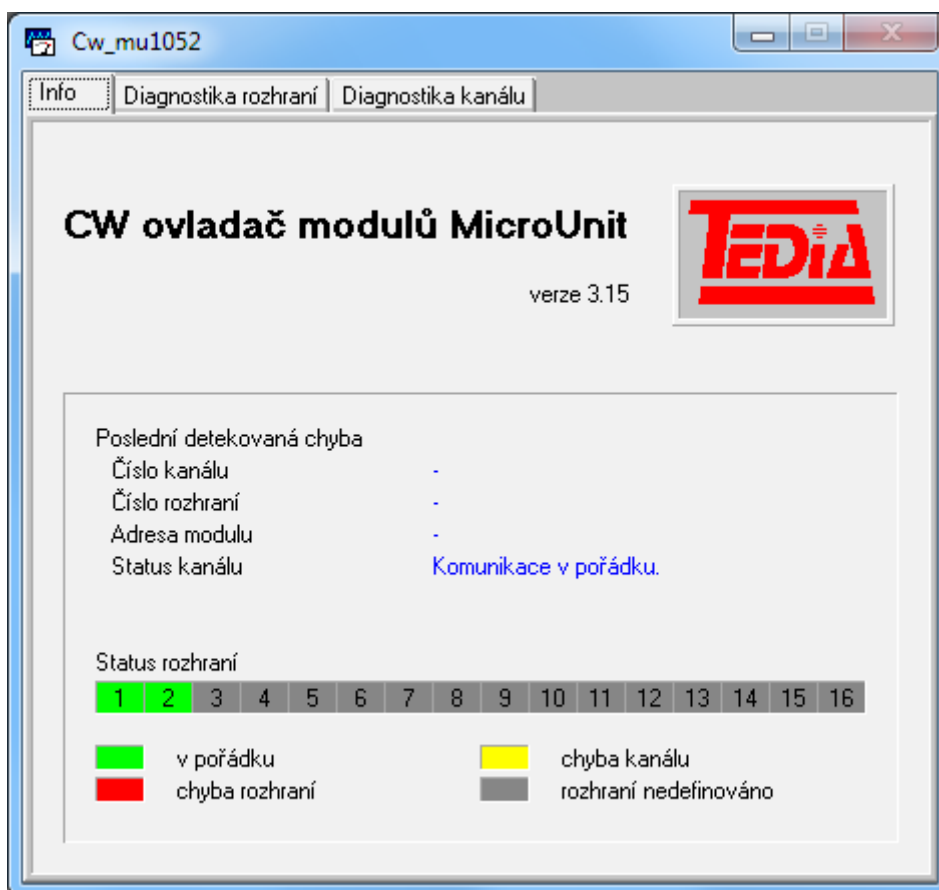 Cw_mu1052
Info Diagnostika rozhraní Diagnostika kanálu
CW ovladač modulů MicroUnit
TEDiA
verze 3.15
Poslední detekovaná chyba
Číslo kanálu -
Číslo rozhraní -
Adresa modulu -
Status kanálu Komunikace v pořádku.
Status rozhraní
1 2 3 4 5 6 7 8 9 10 11 12 13 14 15 16
v pořádku chyba kanálu
chyba rozhraní rozhraní nedefinováno